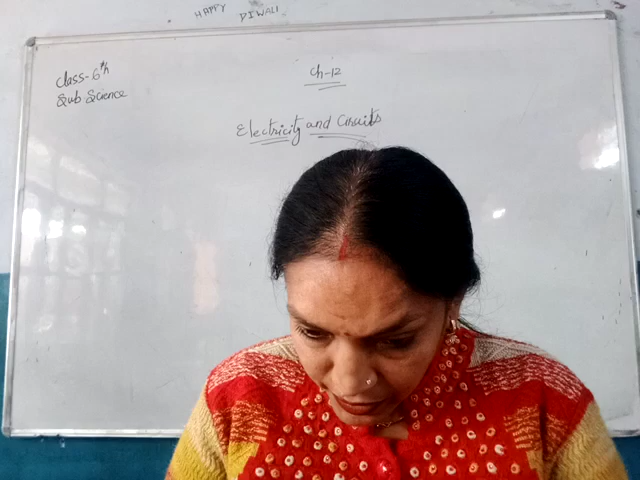 HAPPY DIWALI
Class-6th
Sub Science
Ch-12
Electricity and Circuits